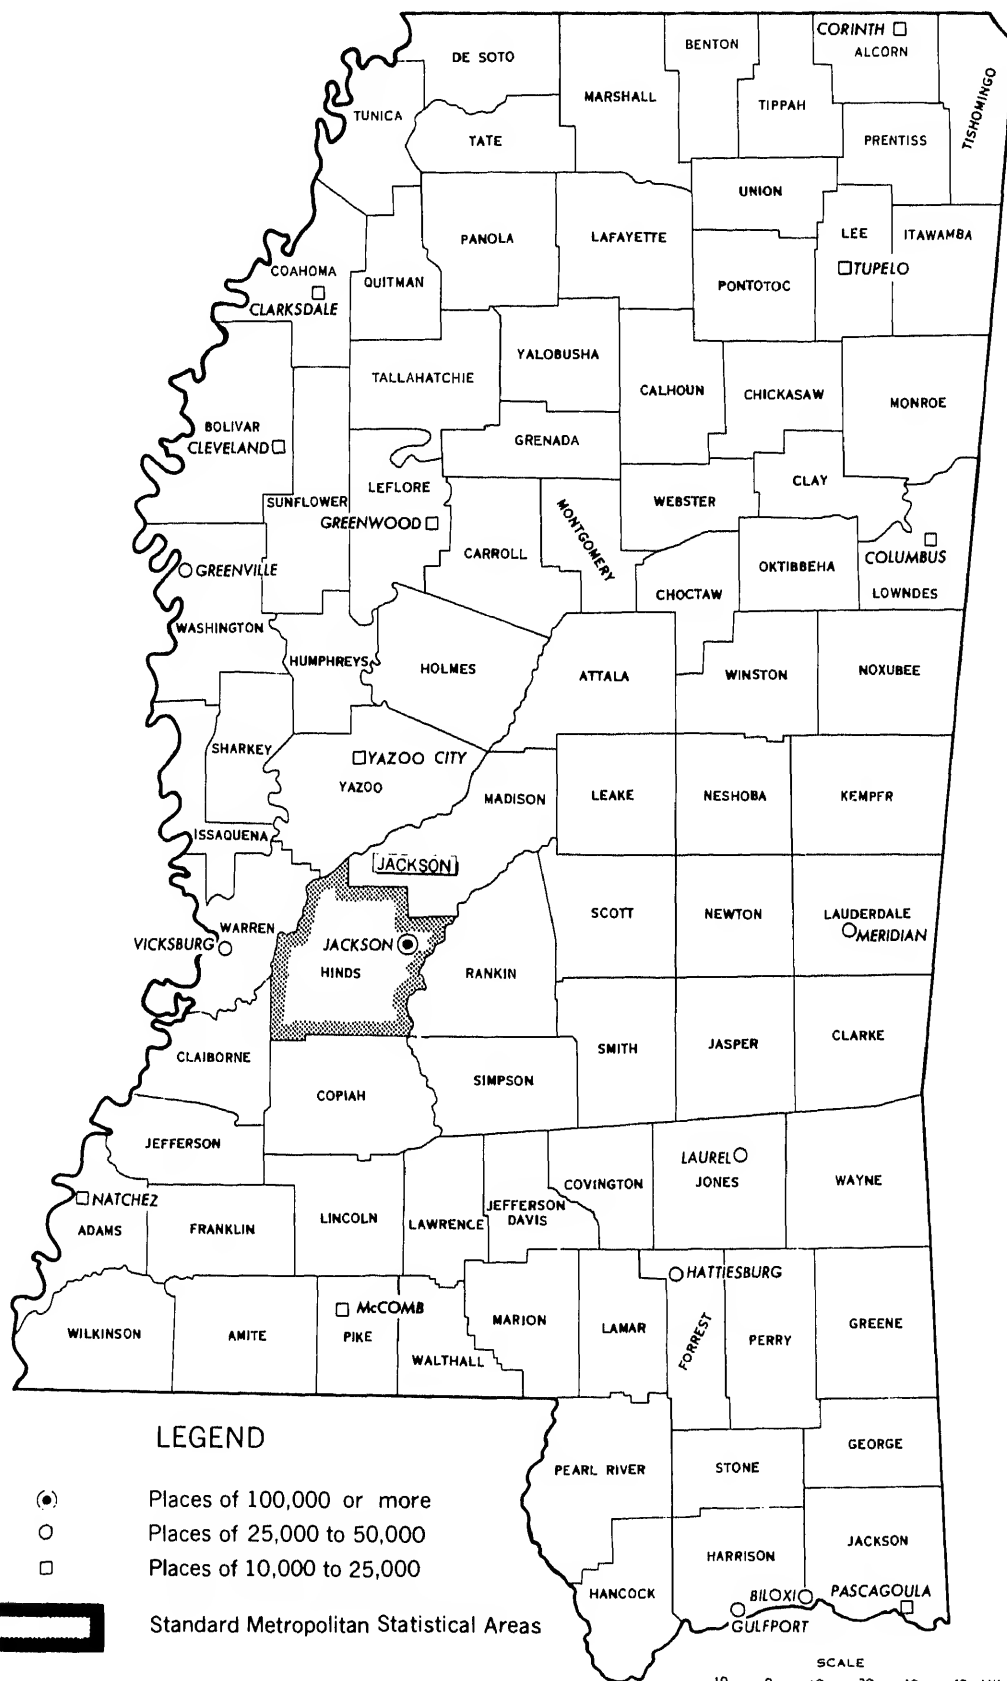 CORINTH
ALCORN
BENTON
DE SOTO
MARSHALL
TIPPAH
TISHOMINGO
TUNICA
TATE
PRENTISS
UNION
PANOLA
LAFAYETTE
LEE
ITAWAMBA
COAHOMA
QUITMAN
TUPELO
PONTOTOC
CLARKSDALE
YALOBUSHA
TALLAHATCHIE
CALHOUN
CHICKASAW
MONROE
BOLIVAR
CLEVELAND
GRENADA
LEFLORE
CLAY
SUNFLOWER
WEBSTER
GREENWOOD
MONTGOMERY
CARROLL
COLUMBUS
GREENVILLE
OKTIBBEHA
CHOCTAW
LOWNDES
WASHINGTON
HUMPHREYS
HOLMES
ATTALA
WINSTON
NOXUBEE
SHARKEY
YAZOO CITY
YAZOO
MADISON
LEAKE
NESHOBA
KEMPER
ISSAQUENA
JACKSON
SCOTT
NEWTON
LAUDERDALE
WARREN
MERIDIAN
VICKSBURG
JACKSON
HINDS
RANKIN
CLAIBORNE
SMITH
JASPER
CLARKE
SIMPSON
COPIAH
JEFFERSON
LAUREL
JONES
COVINGTON
WAYNE
NATCHEZ
ADAMS
FRANKLIN
LINCOLN
LAWRENCE
JEFFERSON
DAVIS
HATTIESBURG
McCOMB
WILKINSON
AMITE
PIKE
MARION
LAMAR
FORREST
PERRY
GREENE
WALTHALL
LEGEND
GEORGE
PEARL RIVER
STONE
Places of 100,000 or more
Places of 25,000 to 50,000
Places of 10,000 to 25,000
JACKSON
HARRISON
HANCOCK
BILOXI
PASCAGOULA
GULFPORT
Standard Metropolitan Statistical Areas
SCALE